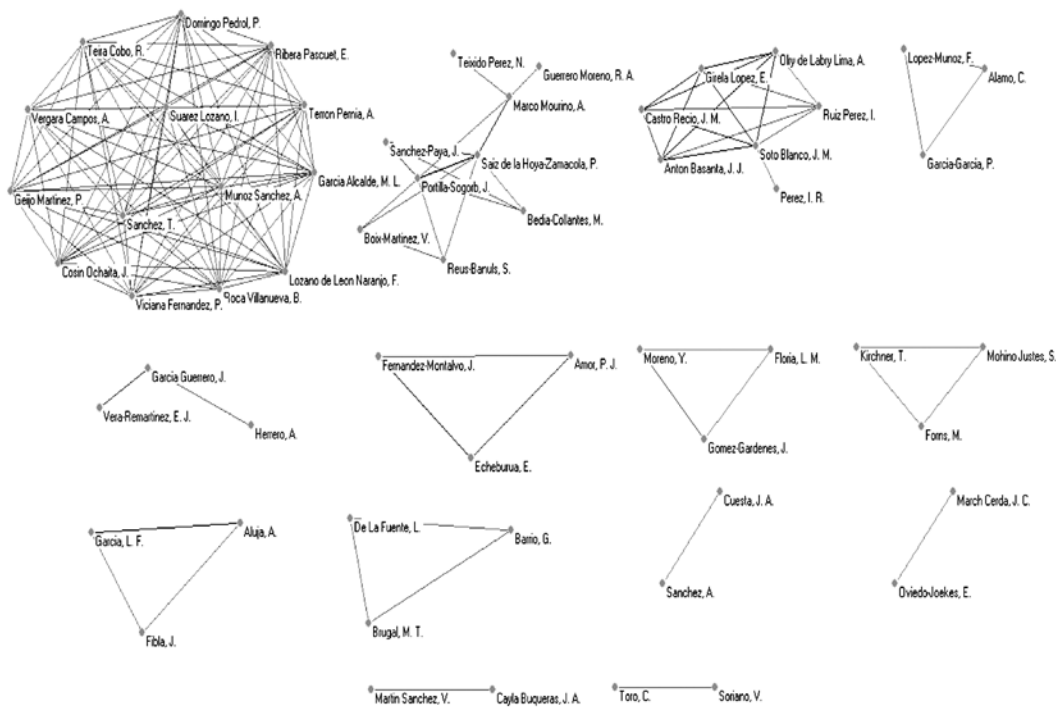 Domingo Pedrol, P.
Teira Cobo, R.
Ribera Pascuet, E.
Vergara Campos, A.
Suarez Lozano, I.
Terron Pernia, A.
Garcia Alcalde, M. L.
Geijo Martinez, P.
Munoz Sanchez, A.
Sanchez, T.
Cosin Ochaita, J.
Lozano de Leon Naranjo, F.
Viciana Fernandez, P.
Roca Villanueva, B.
Teixido Perez, N.
Guerrero Moreno, R. A.
Marco Mourino, A.
Sanchez-Paya, J.
Saiz de la Hoya-Zamacola, P.
Portilla-Sogorb, J.
Bedia-Collantes, M.
Boix-Martinez, V.
Reus-Banuls, S.
Olry de Labry Lima, A.
Girela Lopez, E.
Castro Recio, J. M.
Ruiz Perez, I.
Soto Blanco, J. M.
Anton Basanta, J. J.
Perez, I. R.
Lopez-Munoz, F.
Alamo, C.
Garcia-Garcia, P.
Garcia Guerrero, J.
Vera-Remartinez, E. J.
Herrero, A.
Fernandez-Montalvo, J.
Amor, P. J.
Echeburua, E.
Moreno, Y.
Floria, L. M.
Gomez-Gardenes, J.
Kirchner, T.
Mohino-Justes, S.
Forns, M.
Garcia, L. F.
Aluja, A.
Fibla, J.
De La Fuente, L.
Barrio, G.
Brugal, M. T.
Cuesta, J. A.
Sanchez, A.
March Cerda, J. C.
Oviedo-Joekes, E.
Martin Sanchez, V.
Cayla Buqueras, J. A.
Toro, C.
Soriano, V.